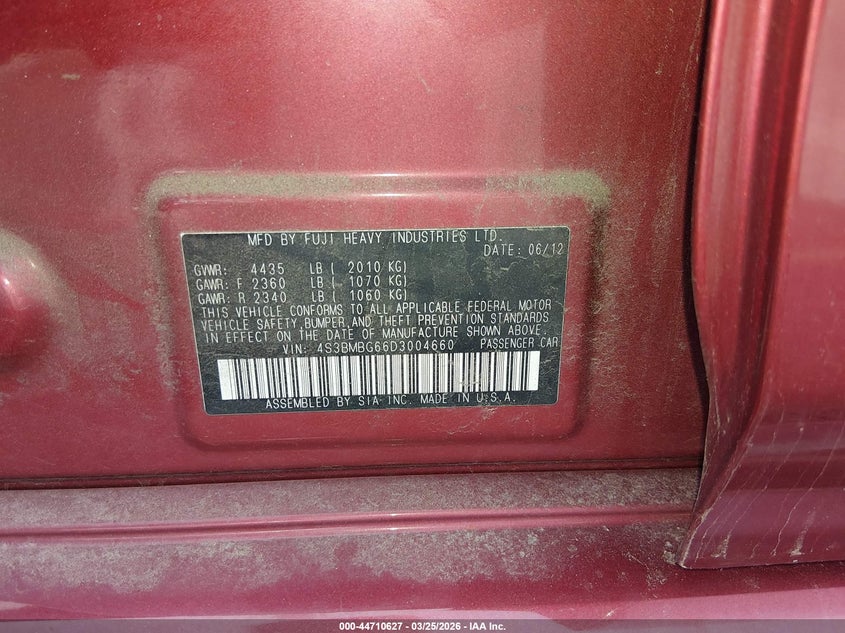 MFD BY FUJI HEAVY INDUSTRIES LTD.
DATE: 06/12
GVWR: 4435 LB ( 2010 KG)
GAWR: F 2360 LB ( 1070 KG)
GAWR: R 2340 LB ( 1060 KG)
THIS VEHICLE CONFORMS TO ALL APPLICABLE FEDERAL MOTOR
VEHICLE SAFETY, BUMPER, AND THEFT PREVENTION STANDARDS
IN EFFECT ON THE DATE OF MANUFACTURE SHOWN ABOVE.
VIN: 4S3BMBG66D3004660 PASSENGER CAR
ASSEMBLED BY SIA INC. MADE IN U.S.A.
000-44710627 - 03/25/2026 - IAA Inc.